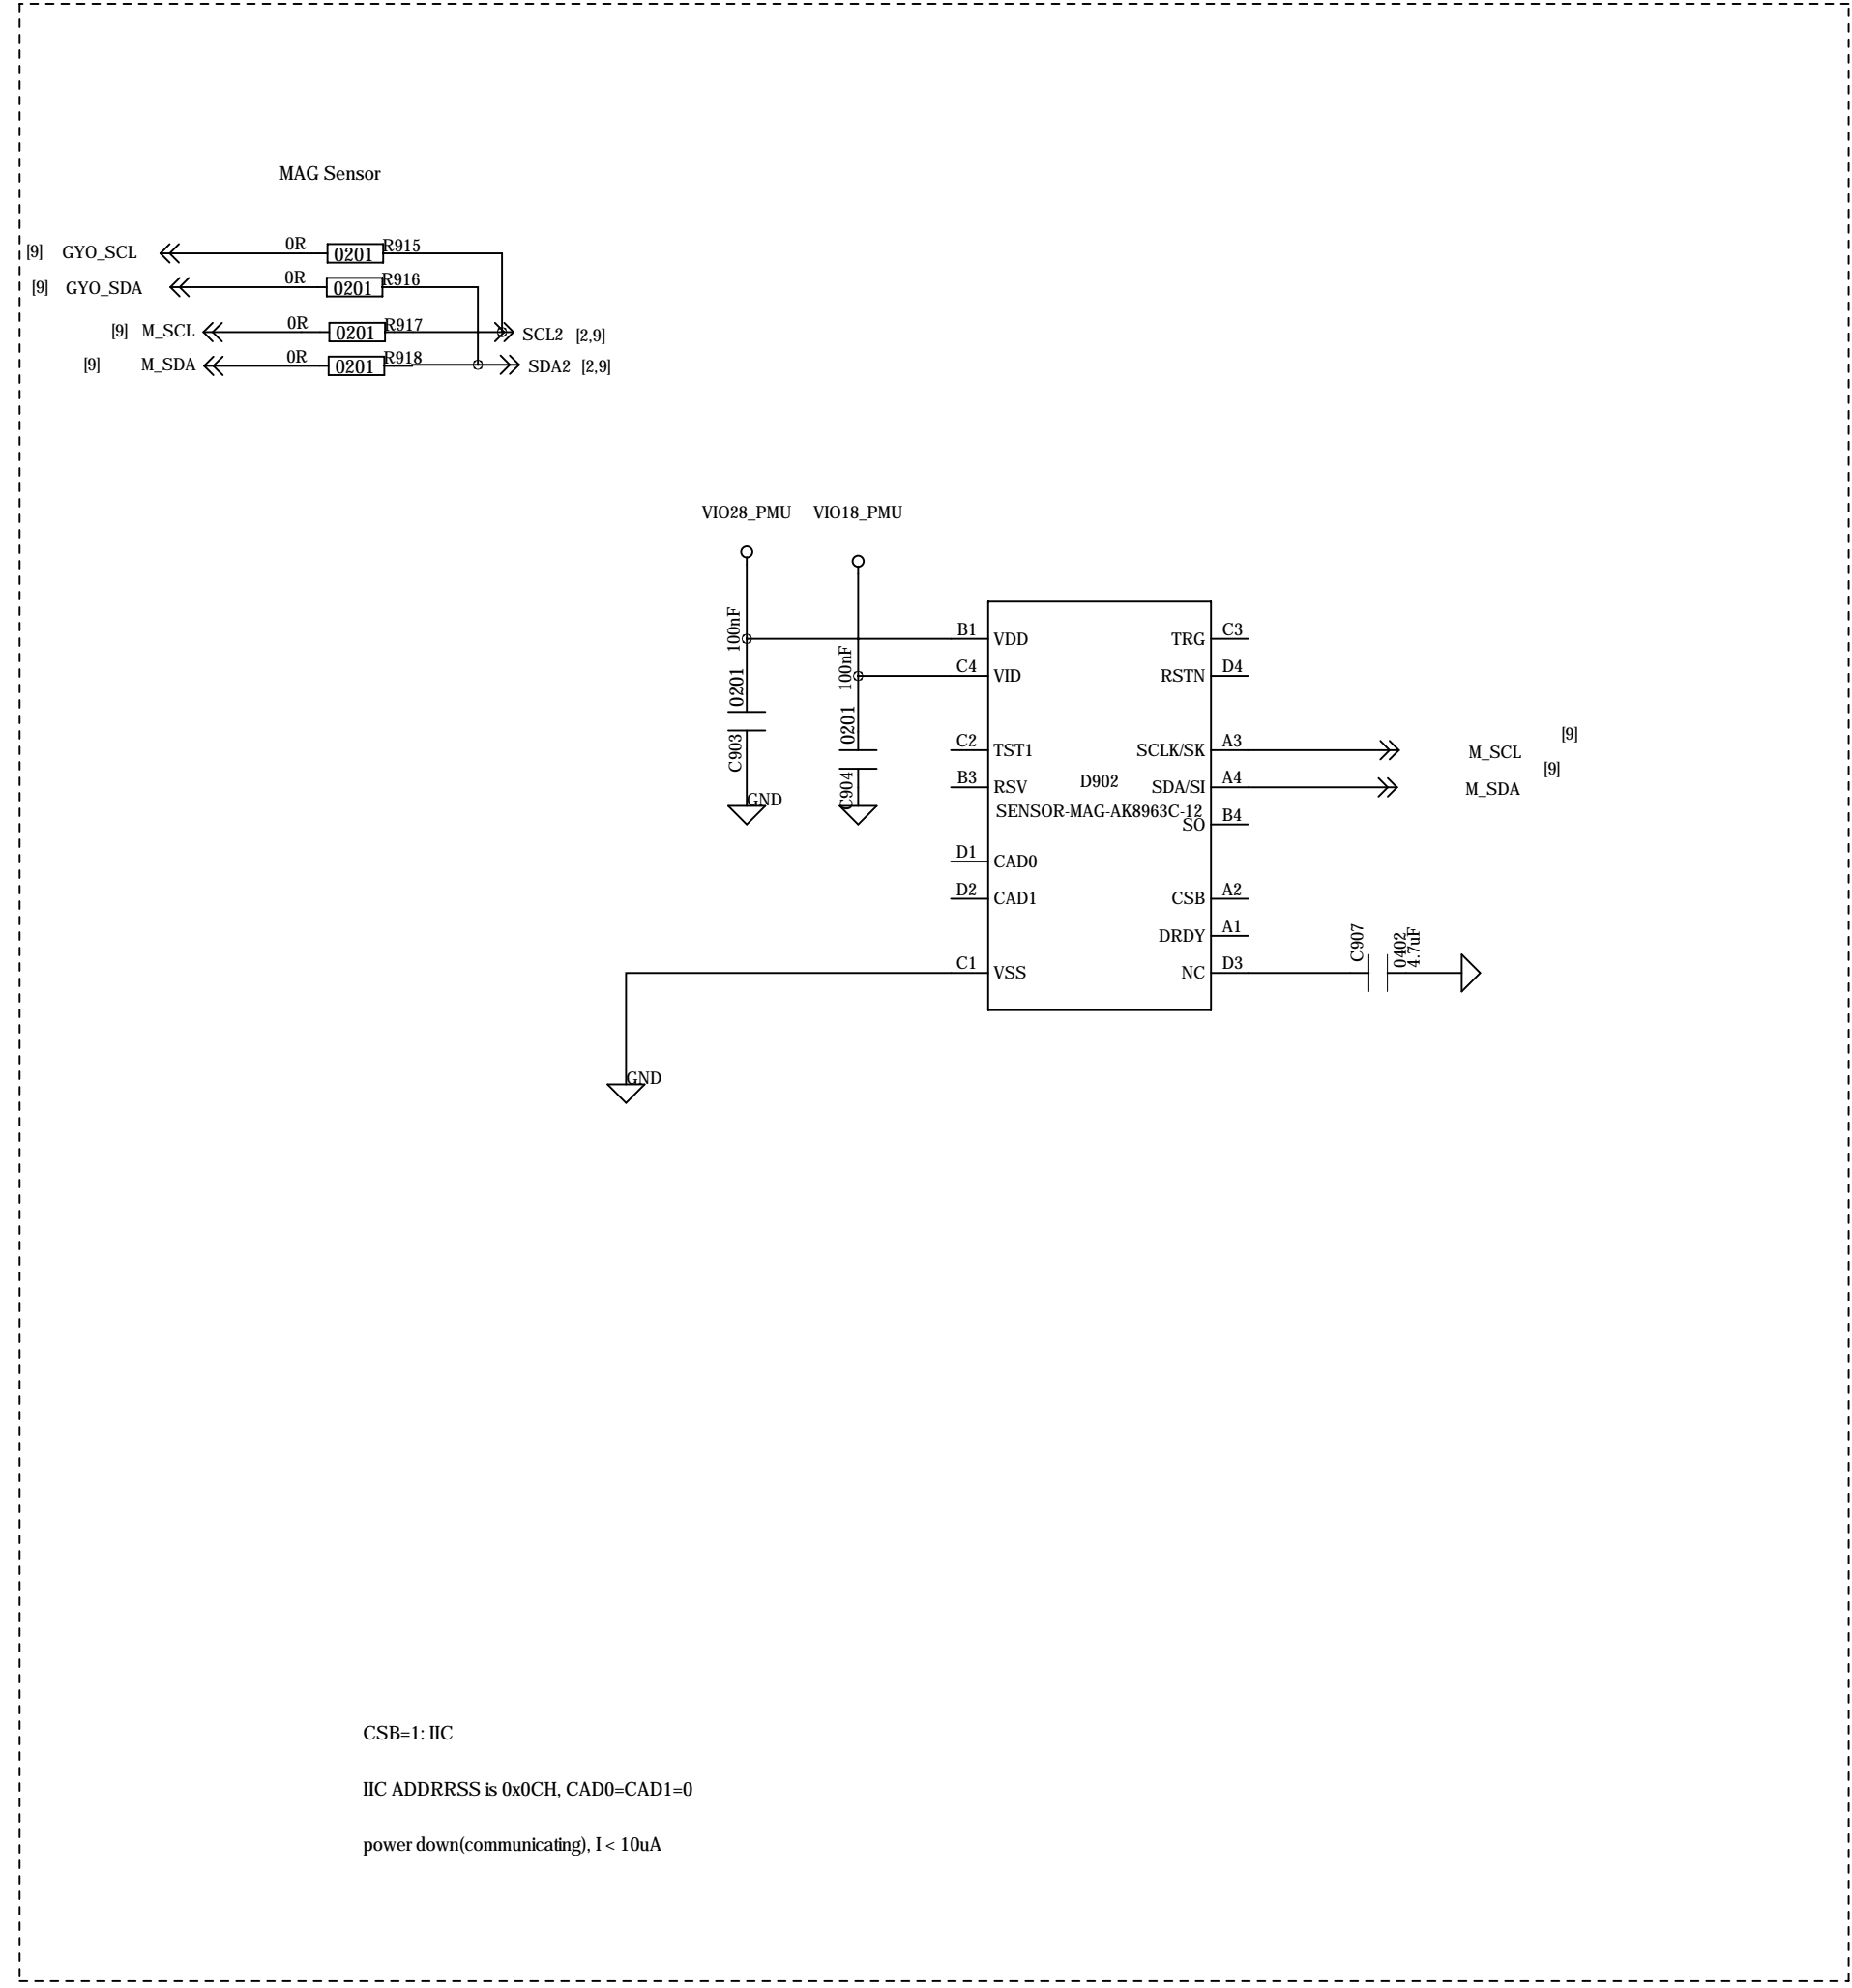 MAG Sensor
[9] GYO_SCL 0R 0201 R915
[9] GYO_SDA 0R 0201 R916
[9] M_SCL 0R 0201 R917 SCL2 [2,9]
[9] M_SDA 0R 0201 R918 SDA2 [2,9]
VIO28_PMU VIO18_PMU
100nF 0201 C903 GND
100nF 0201 C904
B1 VDD TRG C3
C4 VID RSTN D4
C2 TST1 SCLK/SK A3 M_SCL [9]
B3 RSV D902 SDA/SI A4 M_SDA [9]
SENSOR-MAG-AK8963C-12
SO B4
D1 CAD0
D2 CAD1 CSB A2
DRDY A1
C1 VSS NC D3 C907 0402 4.7uF
GND
CSB=1: IIC
IIC ADDRRSS is 0x0CH, CAD0=CAD1=0
power down(communicating), I < 10uA